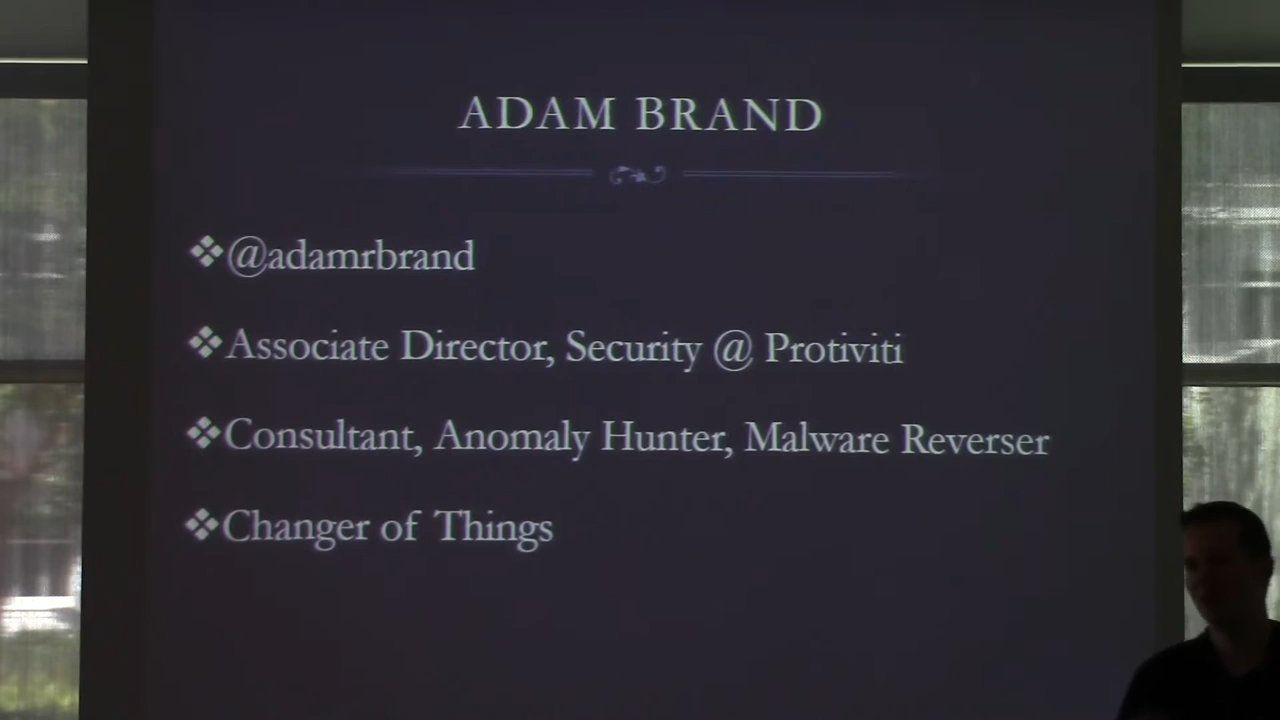 ADAM BRAND
❖@adamrbrand
❖Associate Director, Security @ Protiviti
❖Consultant, Anomaly Hunter, Malware Reverser
❖Changer of Things